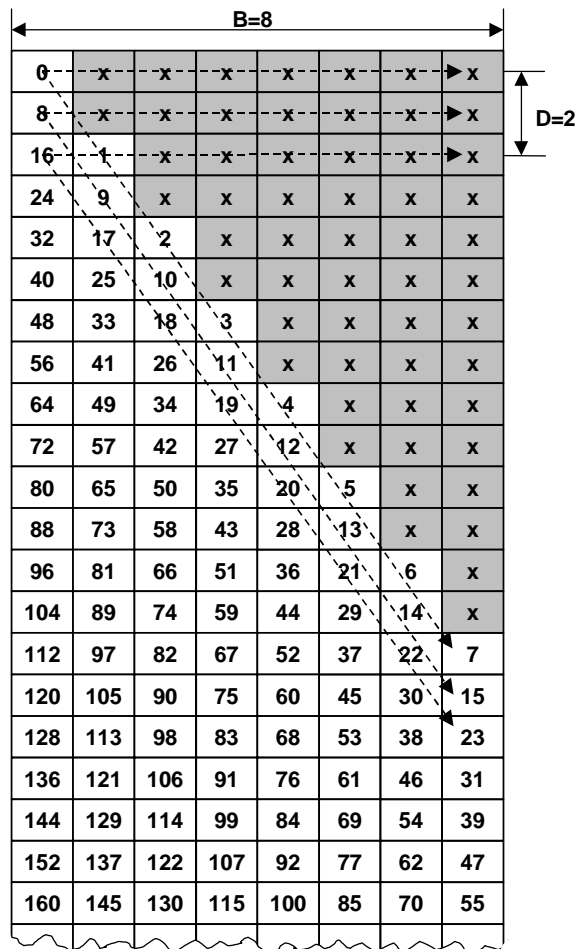 B=8
0 x x x x x x x
8 x x x x x x x
D=2
16 1 x x x x x x
24 9 x x x x x x
32 17 2 x x x x x
40 25 10 x x x x x
48 33 18 3 x x x x
56 41 26 11 x x x x
64 49 34 19 4 x x x
72 57 42 27 12 x x x
80 65 50 35 20 5 x x
88 73 58 43 28 13 x x
96 81 66 51 36 21 6 x
104 89 74 59 44 29 14 x
112 97 82 67 52 37 22 7
120 105 90 75 60 45 30 15
128 113 98 83 68 53 38 23
136 121 106 91 76 61 46 31
144 129 114 99 84 69 54 39
152 137 122 107 92 77 62 47
160 145 130 115 100 85 70 55